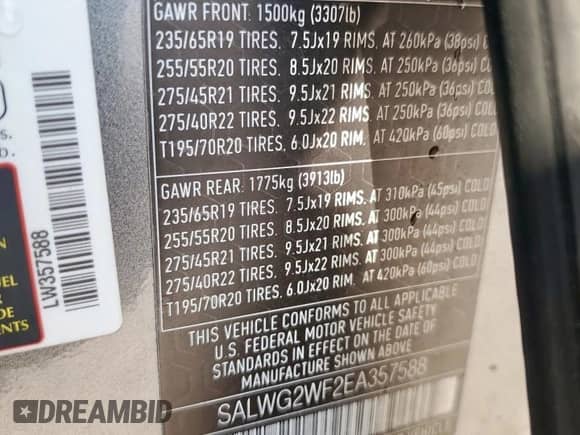 GAWR FRONT: 1500kg (3307lb)
235/65R19 TIRES. 7.5Jx19 RIMS. AT 260kPa (38psi)
255/55R20 TIRES. 8.5Jx20 RIMS. AT 250kPa (36psi)
275/45R21 TIRES. 9.5Jx21 RIMS. AT 250kPa (36psi)
275/40R22 TIRES. 9.5Jx22 RIMS. AT 250kPa (36psi)
T195/70R20 TIRES. 6.0Jx20 RIM. AT 420kPa (60psi) COLD
GAWR REAR: 1775kg (3913lb)
235/65R19 TIRES. 7.5Jx19 RIMS. AT 310kPa (45psi) COLD
255/55R20 TIRES. 8.5Jx20 RIMS. AT 300kPa (44psi) COLD
275/45R21 TIRES. 9.5Jx21 RIMS. AT 300kPa (44psi) COLD
275/40R22 TIRES. 9.5Jx22 RIMS. AT 300kPa (44psi) COLD
T195/70R20 TIRES. 6.0Jx20 RIM. AT 420kPa (60psi) COLD
THIS VEHICLE CONFORMS TO ALL APPLICABLE
U.S. FEDERAL MOTOR VEHICLE SAFETY
STANDARDS IN EFFECT ON THE DATE OF
MANUFACTURE SHOWN ABOVE
SALWG2WF2EA357588
LW357588
AUTOBIDMASTER